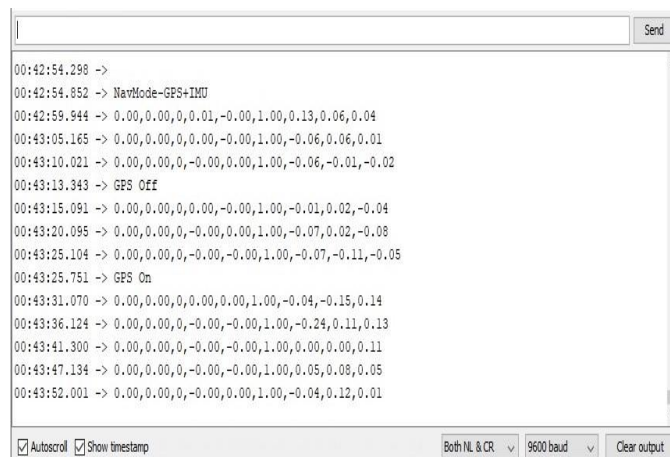 Send
00:42:54.298 ->
00:42:54.852 -> NavMode-GPS+IMU
00:42:59.944 -> 0.00,0.00,0,0.01,-0.00,1.00,0.13,0.06,0.04
00:43:05.165 -> 0.00,0.00,0,-0.00,-0.00,1.00,-0.06,0.06,0.01
00:43:10.021 -> 0.00,0.00,0,-0.00,0.00,1.00,-0.06,-0.01,-0.02
00:43:13.343 -> GPS Off
00:43:15.091 -> 0.00,0.00,0,0.00,-0.00,1.00,-0.01,0.02,-0.04
00:43:20.095 -> 0.00,0.00,0,-0.00,0.00,1.00,-0.07,0.02,-0.08
00:43:25.104 -> 0.00,0.00,0,-0.00,-0.00,1.00,-0.07,-0.11,-0.05
00:43:25.751 -> GPS On
00:43:31.070 -> 0.00,0.00,0,0.00,0.00,1.00,-0.04,-0.15,0.14
00:43:36.124 -> 0.00,0.00,0,-0.00,-0.00,1.00,-0.24,0.11,0.13
00:43:41.300 -> 0.00,0.00,0,-0.00,-0.00,1.00,0.00,0.00,0.11
00:43:47.134 -> 0.00,0.00,0,-0.00,-0.00,1.00,0.05,0.08,0.05
00:43:52.001 -> 0.00,0.00,0,-0.00,0.00,1.00,-0.04,0.12,0.01
Autoscroll Show timestamp Both NL & CR 9600 baud Clear output